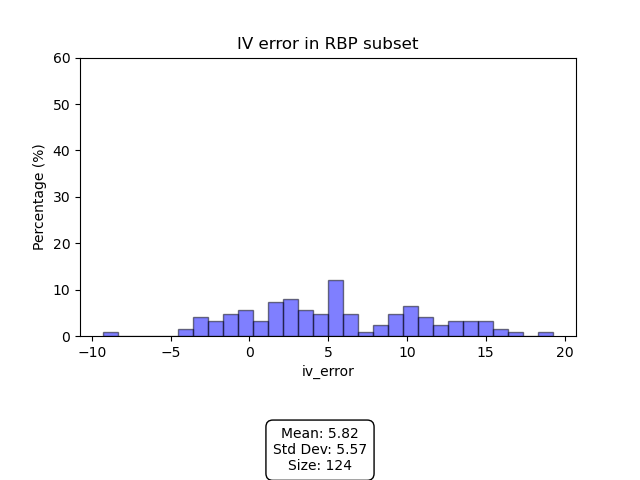 IV error in RBP subset
60
50
40
30
20
10
0
Percentage (%)
−10
−5
0
5
10
15
20
iv_error
Mean: 5.82
Std Dev: 5.57
Size: 124